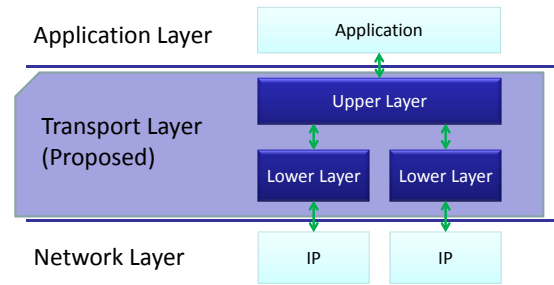 Application Layer
Application
Transport Layer
(Proposed)
Upper Layer
Lower Layer
Lower Layer
Network Layer
IP
IP